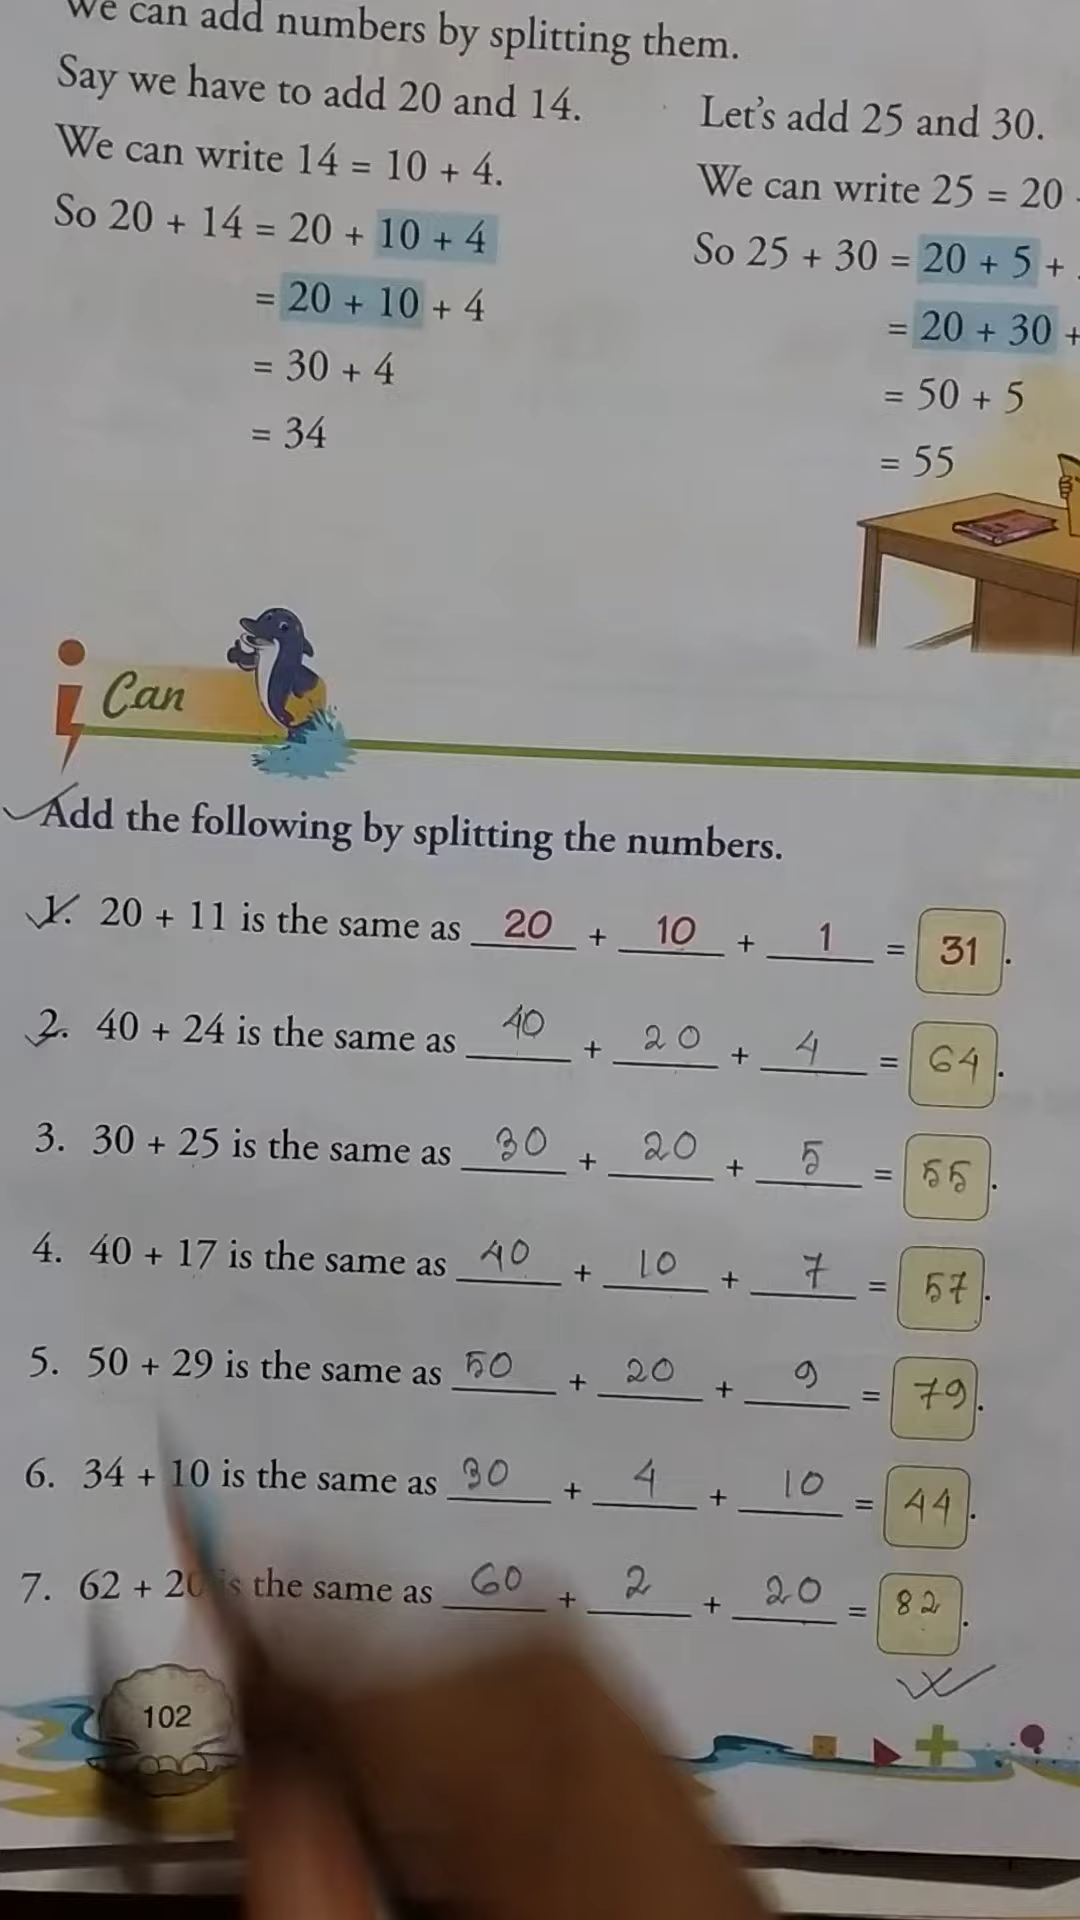 We can add numbers by splitting them.
Say we have to add 20 and 14.
We can write 14 = 10 + 4.
So 20 + 14 = 20 + 10 + 4
= 20 + 10 + 4
= 30 + 4
= 34
Let's add 25 and 30.
We can write 25 = 20
So 25 + 30 = 20 + 5 +
= 20 + 30 +
= 50 + 5
= 55
i Can
Add the following by splitting the numbers.
1. 20 + 11 is the same as 20 + 10 + 1 = 31.
2. 40 + 24 is the same as 40 + 20 + 4 = 64.
3. 30 + 25 is the same as 30 + 20 + 5 = 55.
4. 40 + 17 is the same as 40 + 10 + 7 = 57.
5. 50 + 29 is the same as 50 + 20 + 9 = 79.
6. 34 + 10 is the same as 30 + 4 + 10 = 44.
7. 62 + 20 is the same as 60 + 2 + 20 = 82.
102